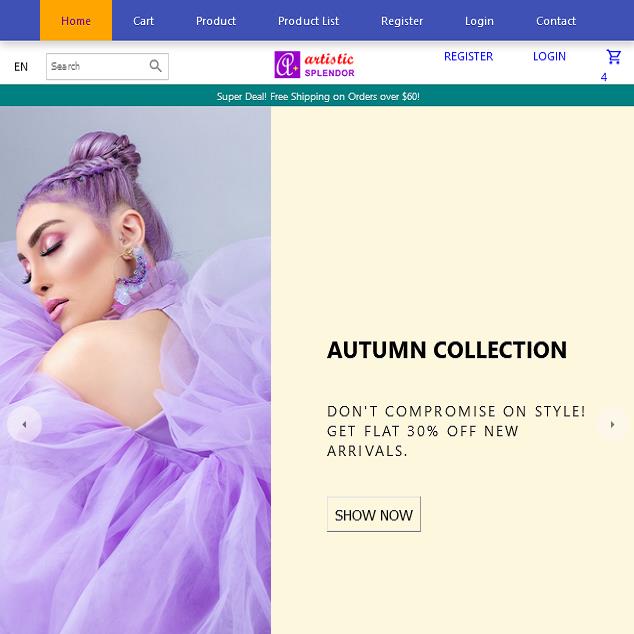 Home Cart Product Product List Register Login Contact
EN Search artistic SPLENDOR REGISTER LOGIN 4
Super Deal! Free Shipping on Orders over $60!
AUTUMN COLLECTION
DON'T COMPROMISE ON STYLE!
GET FLAT 30% OFF NEW
ARRIVALS.
SHOW NOW